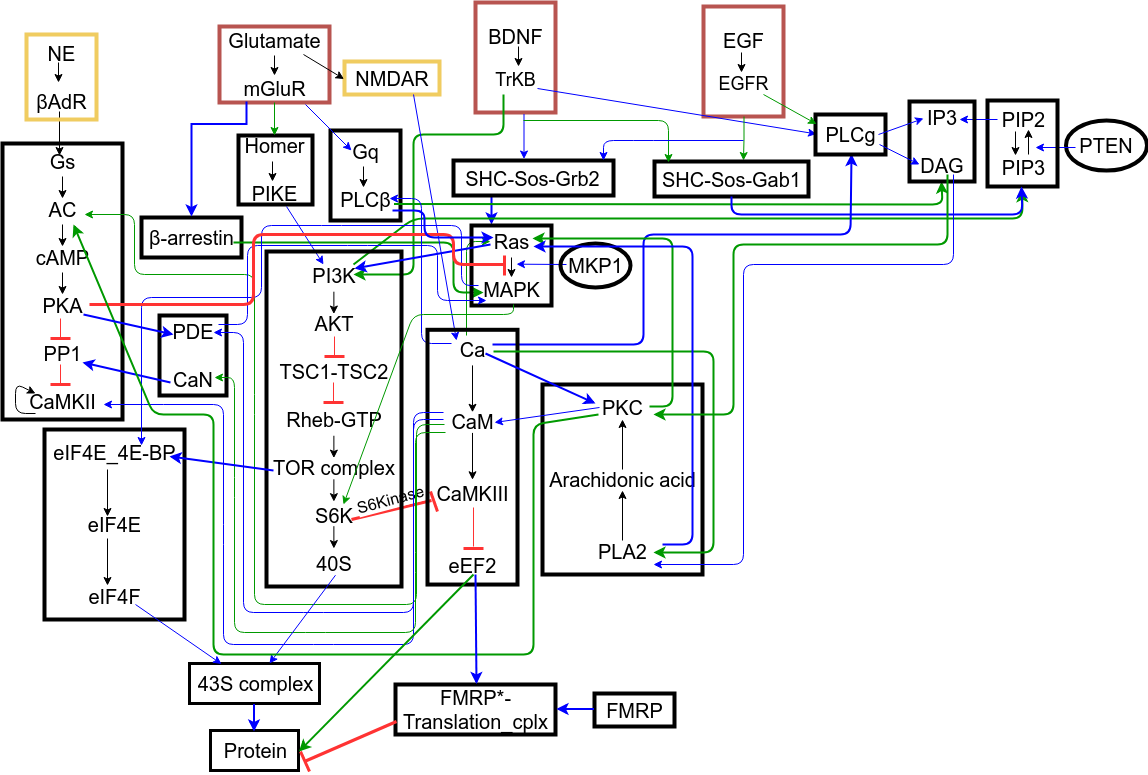 NE
βAdR
Glutamate
mGluR
NMDAR
BDNF
TrKB
EGF
EGFR
Gs
AC
cAMP
PKA
PP1
CaMKII
Homer
PIKE
Gq
PLCβ
SHC-Sos-Grb2
SHC-Sos-Gab1
PLCg
IP3
DAG
PIP2
PIP3
PTEN
β-arrestin
Ras
MAPK
MKP1
PDE
CaN
PI3K
AKT
TSC1-TSC2
Rheb-GTP
TOR complex
S6K
40S
S6Kinase
Ca
CaM
CaMKIII
eEF2
PKC
Arachidonic acid
PLA2
eIF4E_4E-BP
eIF4E
eIF4F
43S complex
Protein
FMRP*-
Translation_cplx
FMRP